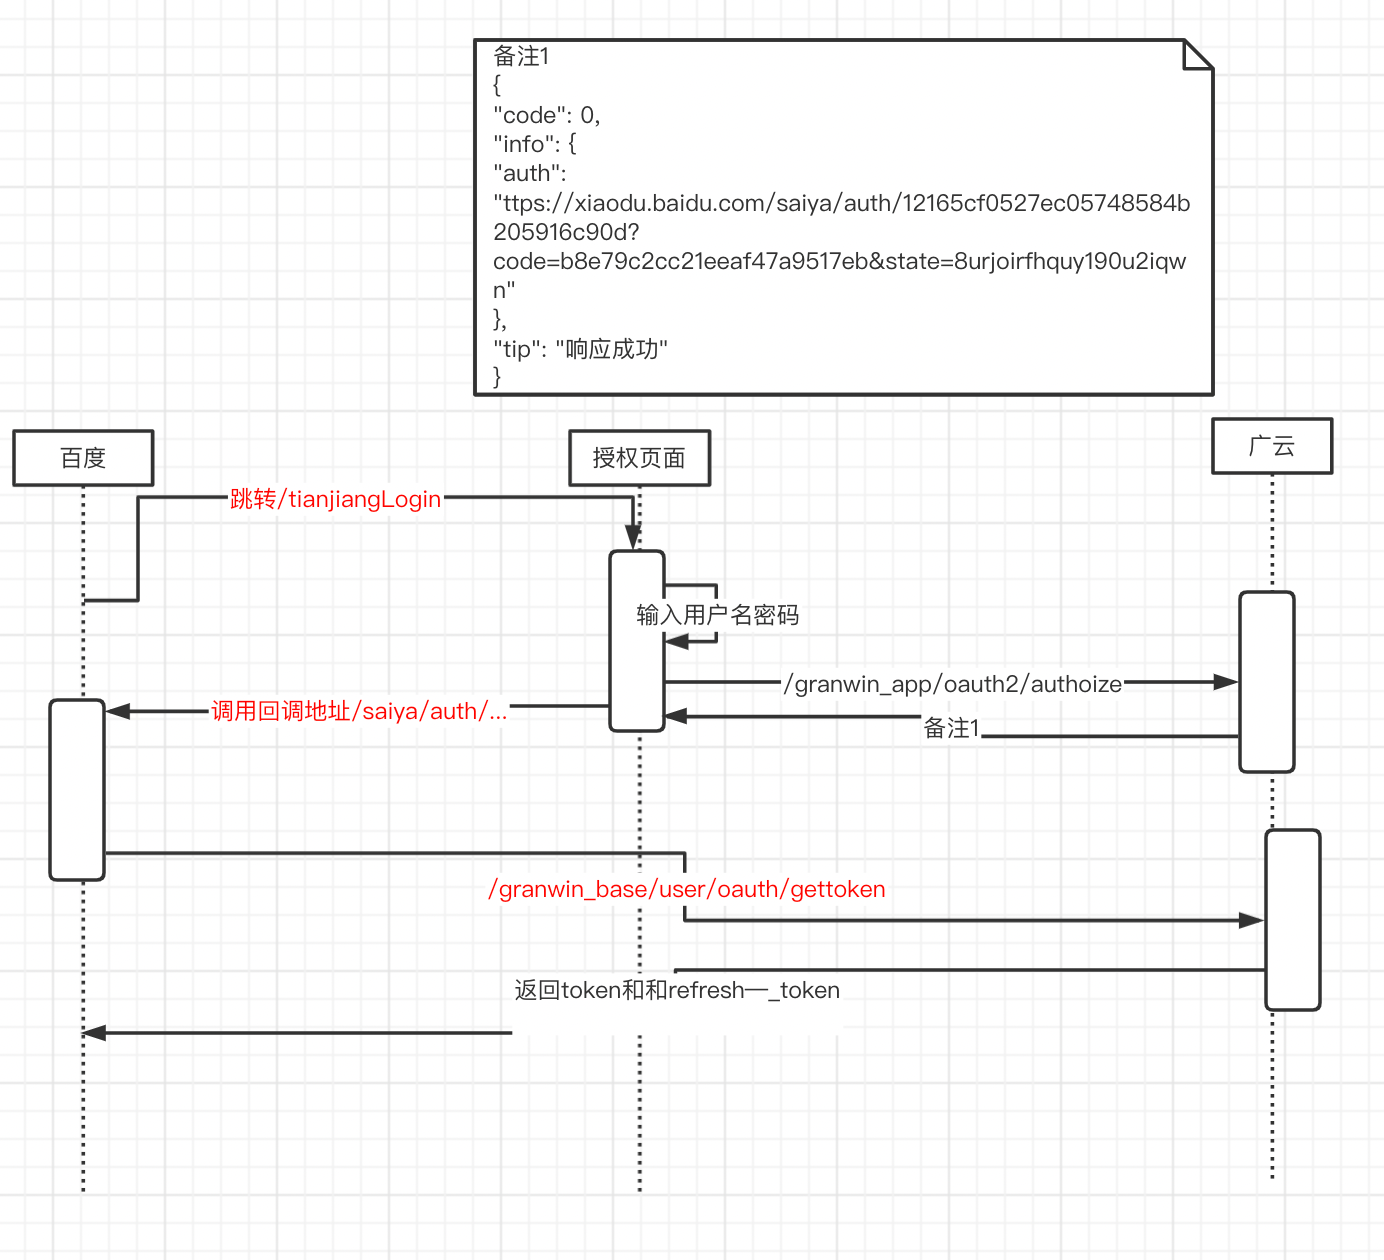 备注1
{
"code": 0,
"info": {
"auth":
"ttps://xiaodu.baidu.com/saiya/auth/12165cf0527ec05748584b
205916c90d?
code=b8e79c2cc21eeaf47a9517eb&state=8urjoirfhquy190u2iqw
n"
},
"tip": "响应成功"
}
百度
授权页面
广云
跳转/tianjiangLogin
输入用户名密码
/granwin_app/oauth2/authoize
调用回调地址/saiya/auth/...
备注1
/granwin_base/user/oauth/gettoken
返回token和和refresh—_token